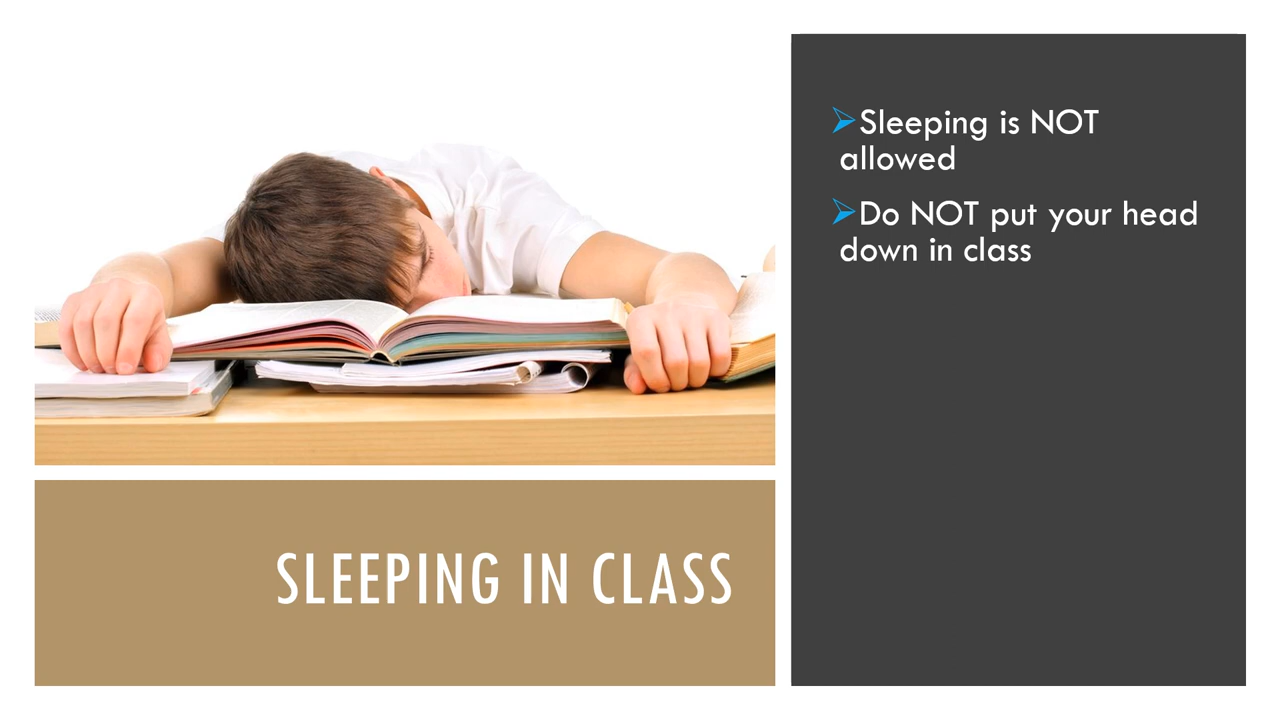 Sleeping is NOT
allowed
Do NOT put your head
down in class
SLEEPING IN CLASS